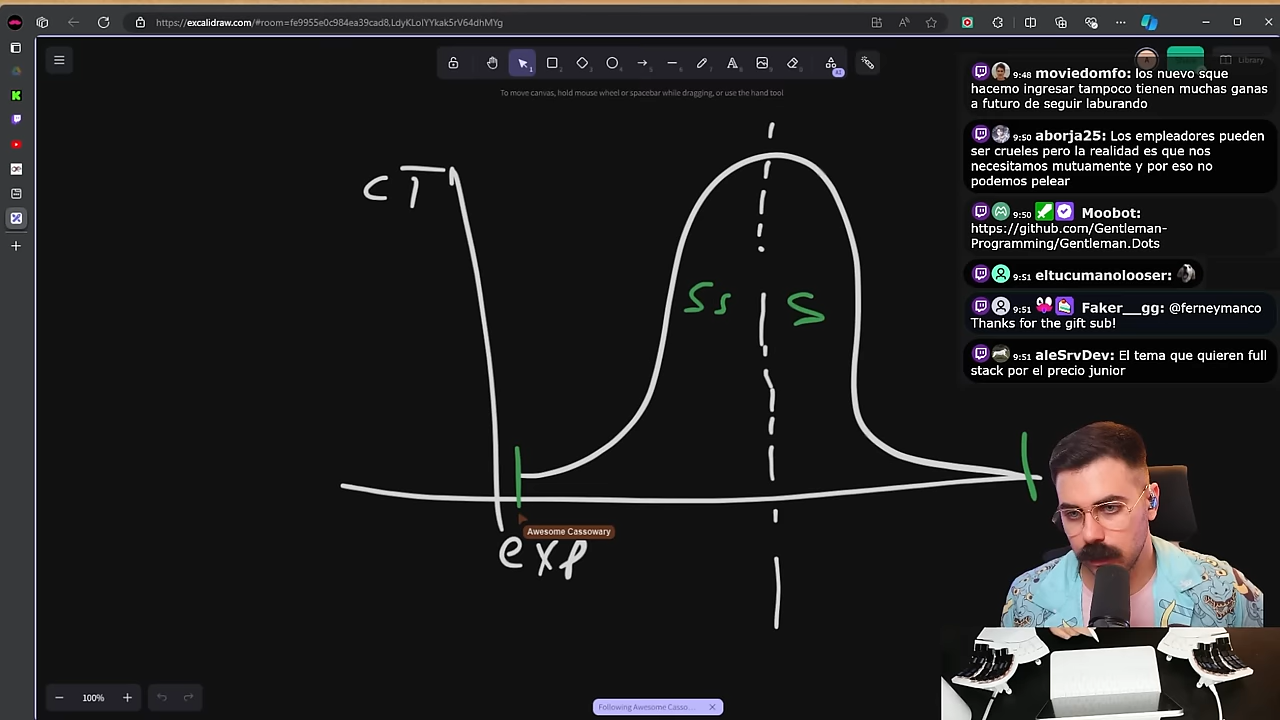 https://excalidraw.com/#room=fe9955e0c984ea39cad8.LdyKLolYYkak5rV64dhMYg
Library
To move canvas, hold mouse wheel or spacebar while dragging, or use the hand tool
CT
Ss
S
Awesome Cassowary
exp
9:48 moviedomfo: los nuevo sque
hacemo ingresar tampoco tienen muchas ganas
a futuro de seguir laburando
9:50 aborja25: Los empleadores pueden
ser crueles pero la realidad es que nos
necesitamos mutuamente y por eso no
podemos pelear
9:50 Moobot:
https://github.com/Gentleman-
Programming/Gentleman.Dots
9:51 eltucumanolooser:
9:51 Faker__gg: @ferneymanco
Thanks for the gift sub!
9:51 aleSrvDev: El tema que quieren full
stack por el precio junior
100%
Following Awesome Casso...